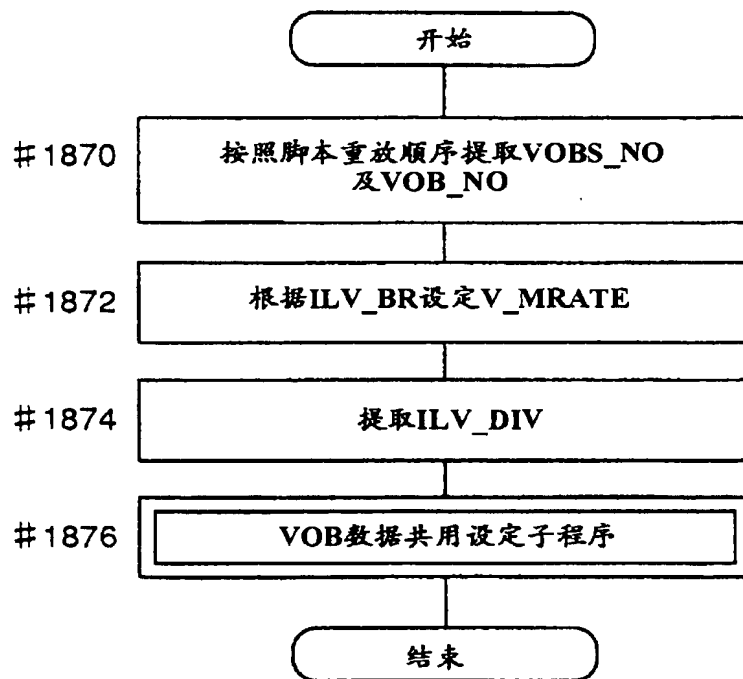 开始
#1870
按照脚本重放顺序提取VOBS_NO
及VOB_NO
#1872
根据ILV_BR设定V_MRATE
#1874
提取ILV_DIV
#1876
VOB数据共用设定子程序
结束